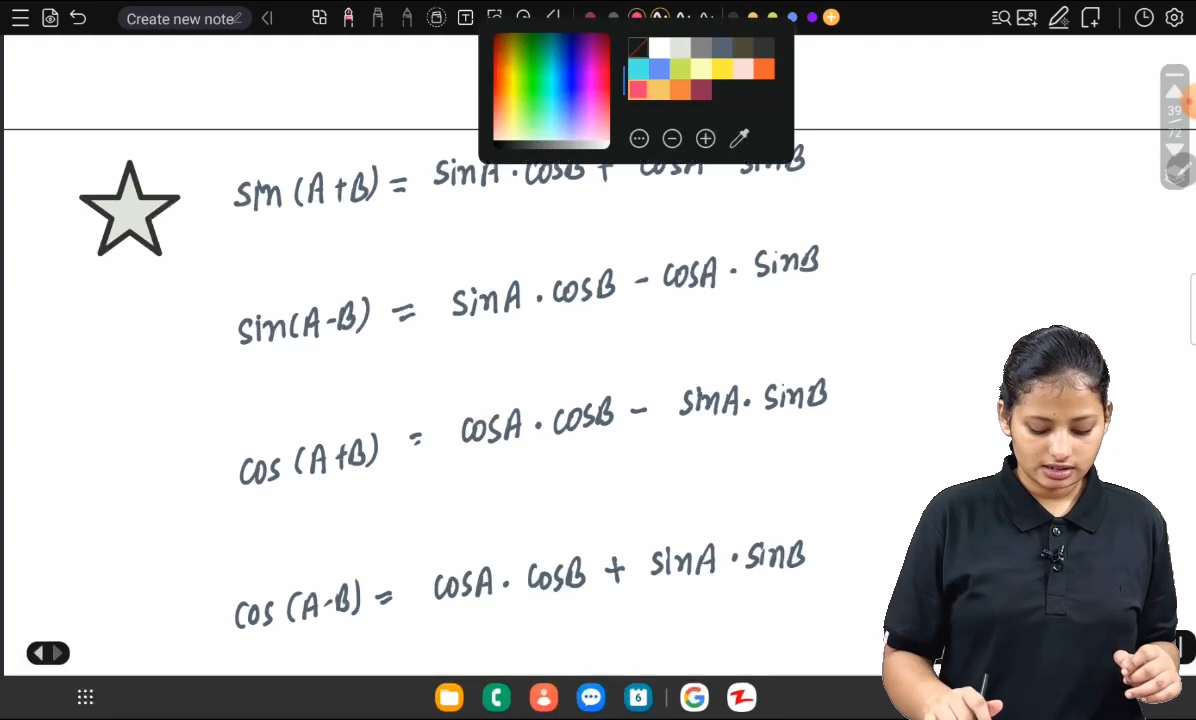 Create new note
39
72
sin (A+B) = sinA · cosB + cosA sinB
sin(A-B) = sinA · cosB - cosA · sinB
cos (A+B) = cosA · cosB - sinA · sinB
cos (A-B) = cosA · cosB + sinA · sinB
6